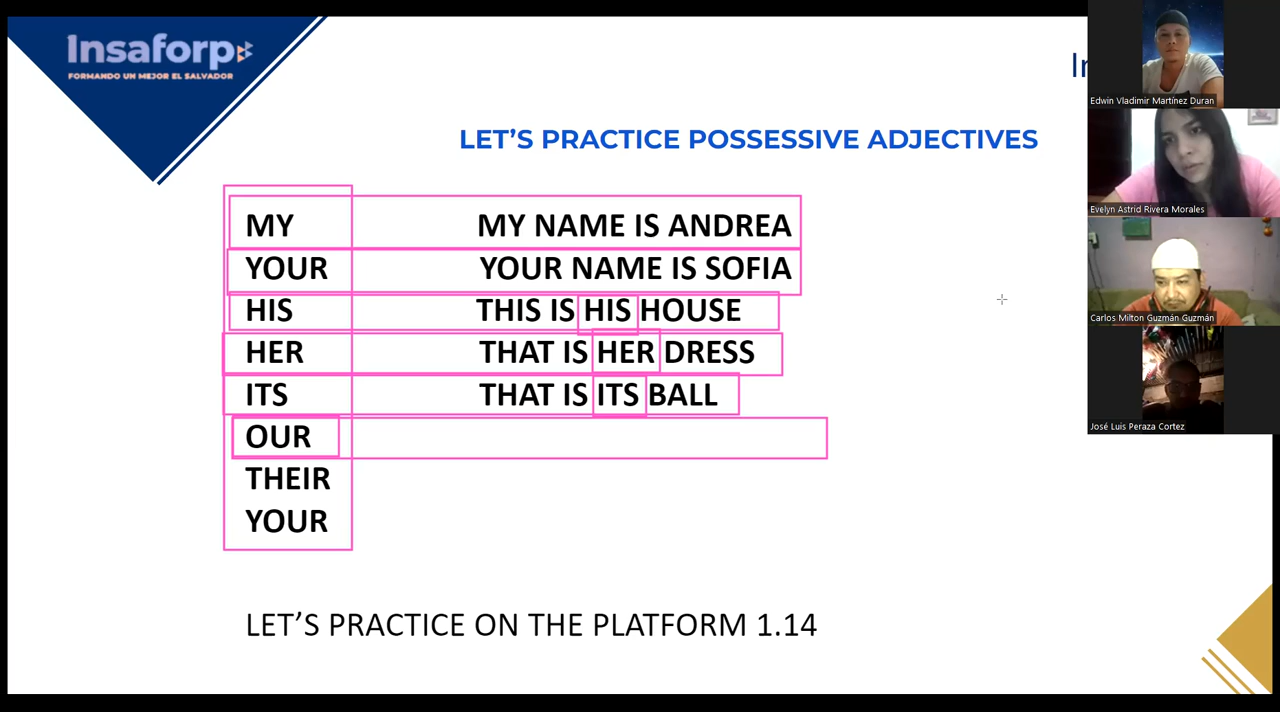 Insaforp
FORMANDO UN MEJOR EL SALVADOR
LET'S PRACTICE POSSESSIVE ADJECTIVES
MY MY NAME IS ANDREA
YOUR YOUR NAME IS SOFIA
HIS THIS IS HIS HOUSE
HER THAT IS HER DRESS
ITS THAT IS ITS BALL
OUR
THEIR
YOUR
LET'S PRACTICE ON THE PLATFORM 1.14
Edwin Vladimir Martínez Duran
Evelyn Astrid Rivera Morales
Carlos Milton Guzmán Guzmán
José Luis Peraza Cortez